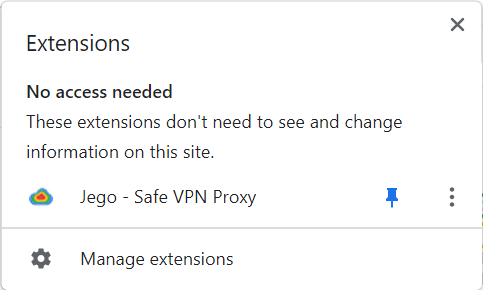 Extensions
No access needed
These extensions don't need to see and change
information on this site.
Jego - Safe VPN Proxy
Manage extensions